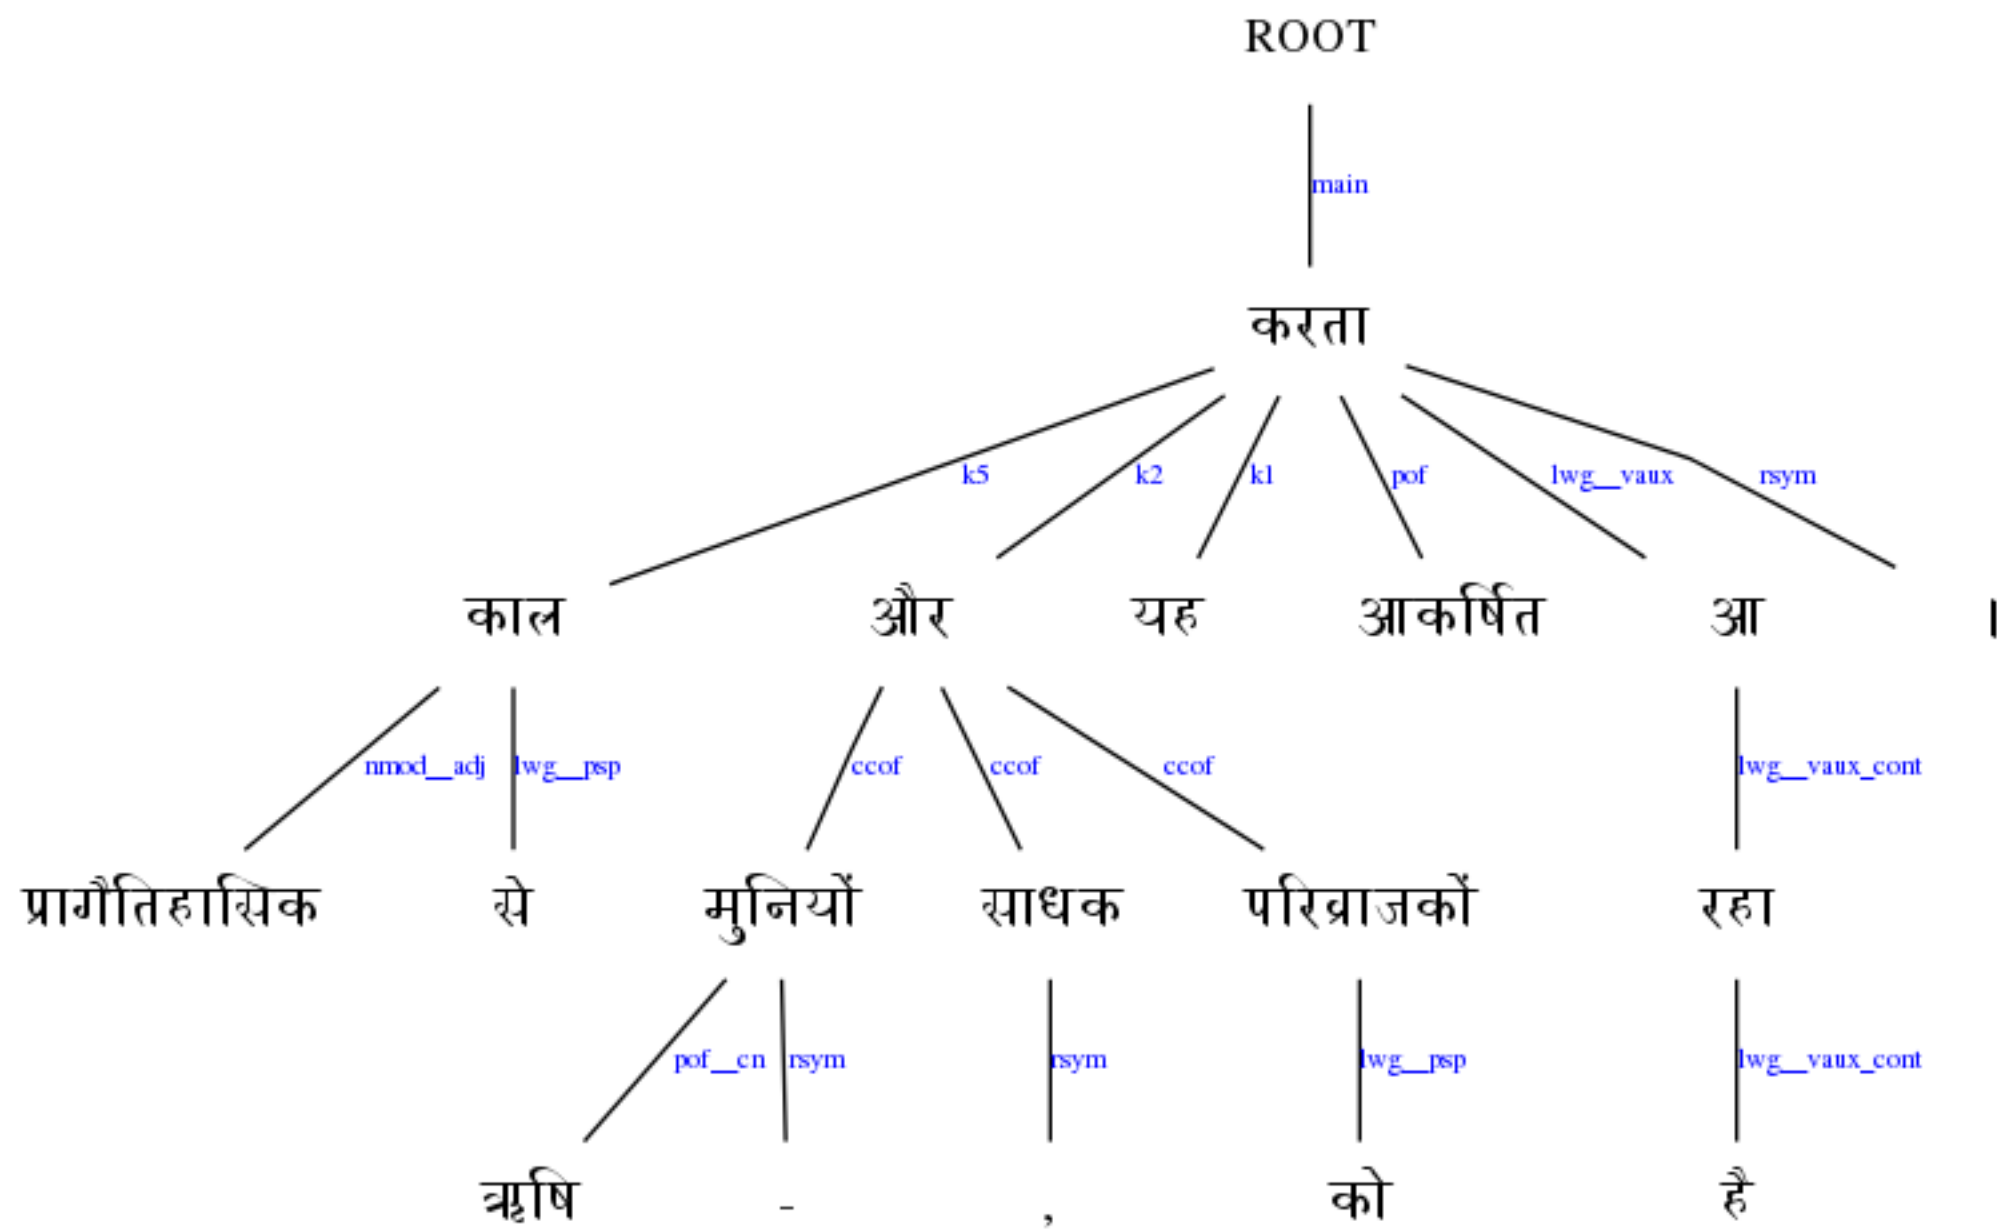 ROOT
main
करता
k5 k2 k1 pof lwg__vaux rsym
काल और यह आकर्षित आ ।
nmod__adj lwg__psp ccof ccof ccof lwg__vaux_cont
प्रागैतिहासिक से मुनियों साधक परिव्राजकों रहा
pof__cn rsym rsym lwg__psp lwg__vaux_cont
ऋषि - , को है